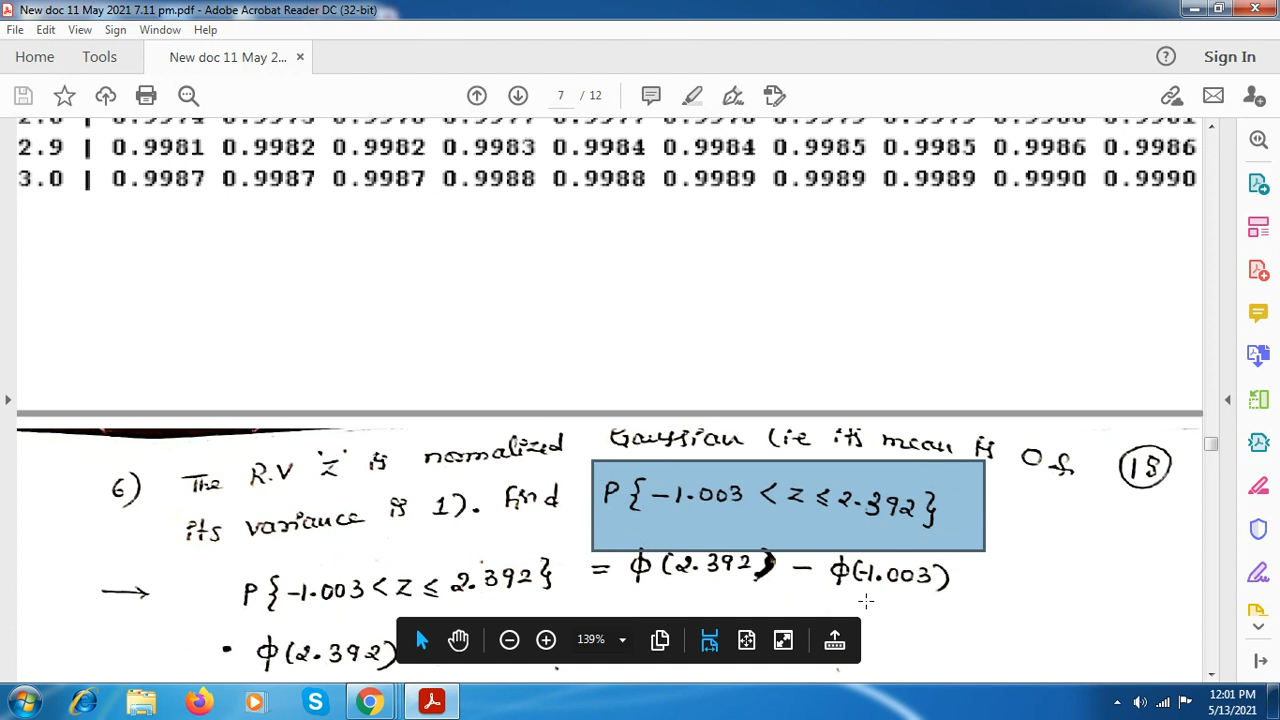 New doc 11 May 2021 7.11 pm.pdf - Adobe Acrobat Reader DC (32-bit)
File Edit View Sign Window Help
Home Tools New doc 11 May 2... × Sign In
7 / 12
2.9 | 0.9981 0.9982 0.9982 0.9983 0.9984 0.9984 0.9985 0.9985 0.9986 0.9986
3.0 | 0.9987 0.9987 0.9987 0.9988 0.9988 0.9989 0.9989 0.9989 0.9990 0.9990
6) The R.V 'z' is normalized Gaussian (ie its mean is 0 & (15)
its variance is 1). Find P{-1.003 < z ≤ 2.392}
→ P{-1.003 < z ≤ 2.392} = ϕ(2.392) - ϕ(-1.003)
• ϕ(2.392)
139%
12:01 PM
5/13/2021